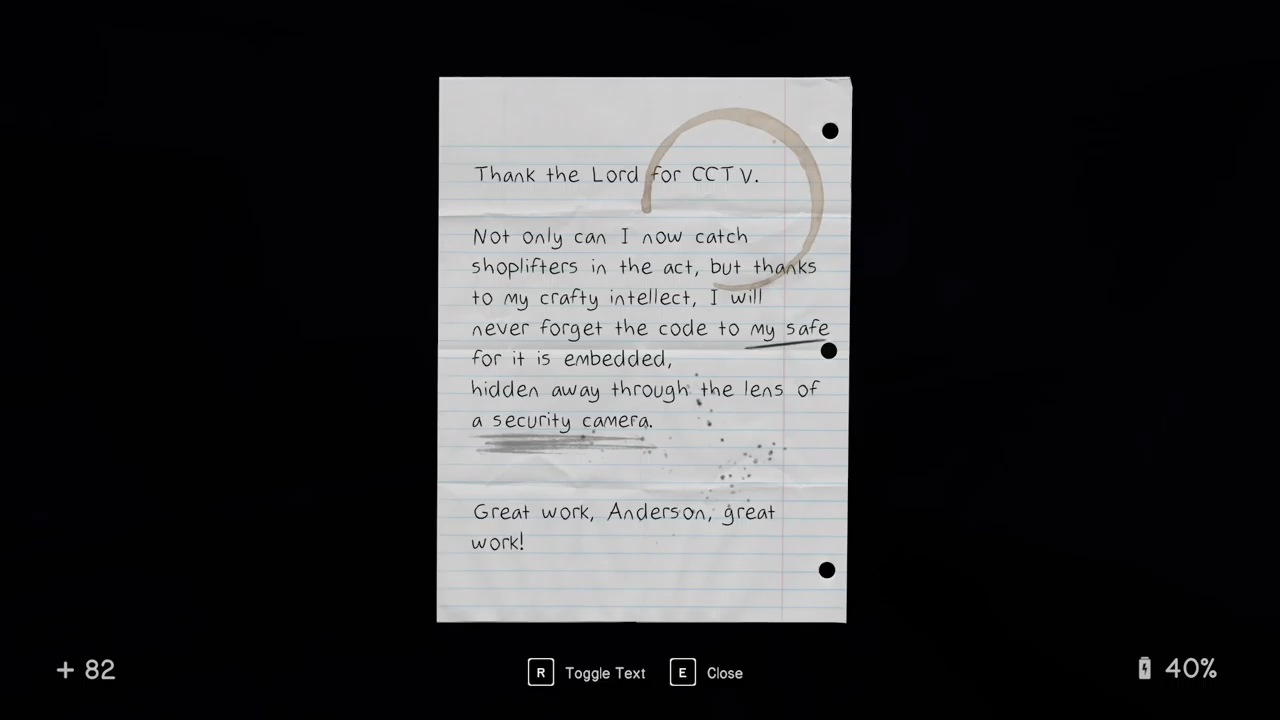 Thank the Lord for CCTV.
Not only can I now catch
shoplifters in the act, but thanks
to my crafty intellect, I will
never forget the code to my safe
for it is embedded,
hidden away through the lens of
a security camera.
Great work, Anderson, great
work!
+ 82
R Toggle Text E Close
40%